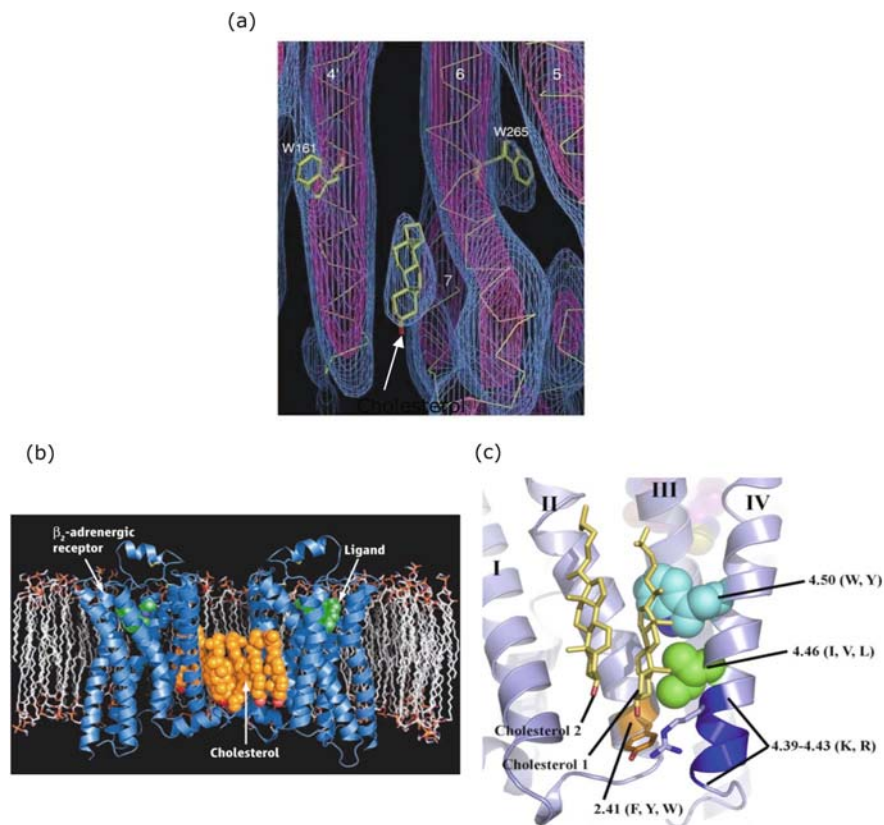 (a)
4'
6
5
W161
W265
7
Cholesterol
(b)
β₂-adrenergic
receptor
Ligand
Cholesterol
(c)
I
II
III
IV
4.50 (W, Y)
4.46 (I, V, L)
4.39-4.43 (K, R)
Cholesterol 2
Cholesterol 1
2.41 (F, Y, W)